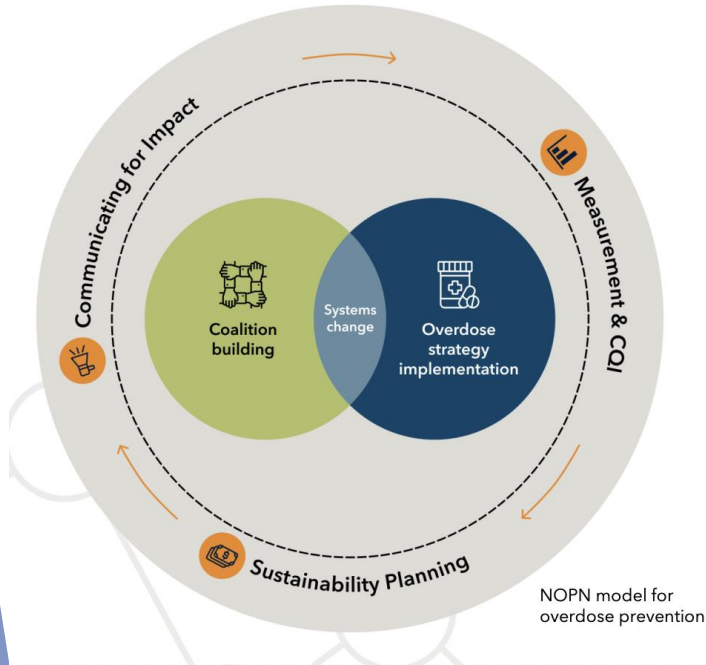 Communicating for Impact
Measurement & CQI
Coalition
building
Systems
change
Overdose
strategy
implementation
Sustainability Planning
$
NOPN model for
overdose prevention